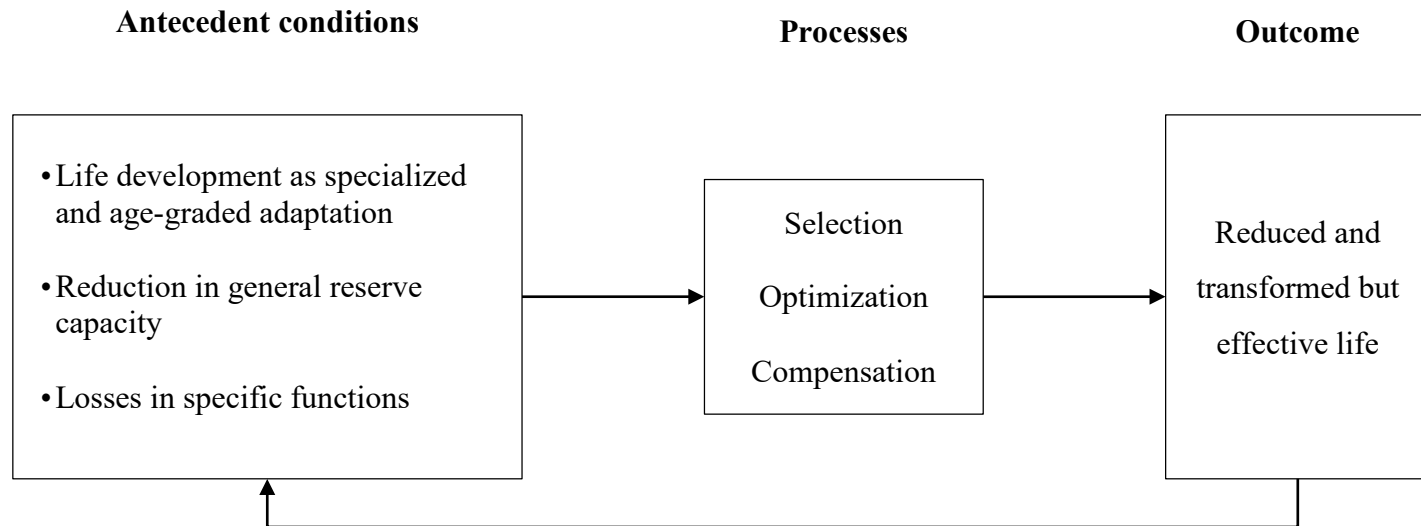 Antecedent conditions
Processes
Outcome
•Life development as specialized
and age-graded adaptation
•Reduction in general reserve
capacity
•Losses in specific functions
Selection
Optimization
Compensation
Reduced and
transformed but
effective life